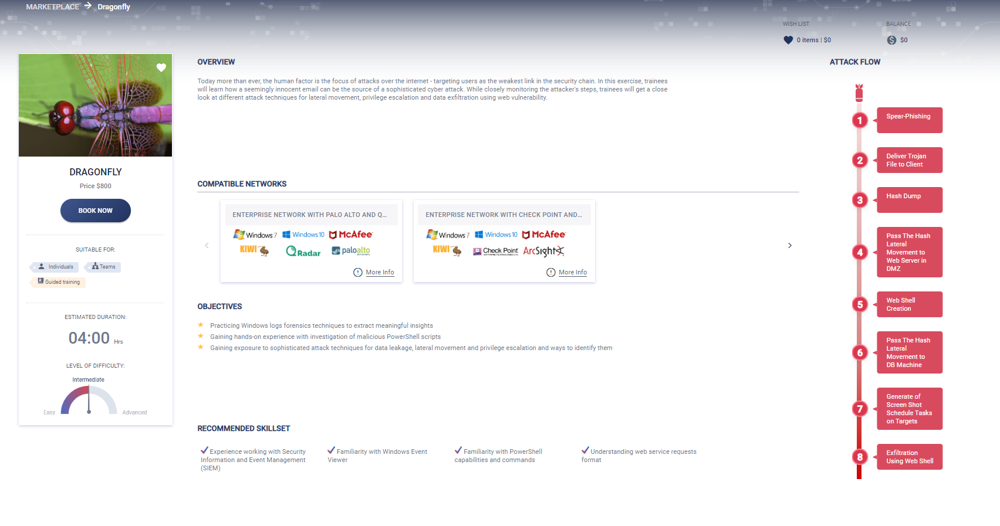 MARKETPLACE → Dragonfly
WISH LIST
0 items | $0
BALANCE
$0
DRAGONFLY
Price $800
BOOK NOW
SUITABLE FOR:
Individuals
Teams
Guided training
ESTIMATED DURATION:
04:00 Hrs
LEVEL OF DIFFICULTY:
Intermediate
Easy
Advanced
OVERVIEW
Today more than ever, the human factor is the focus of attacks over the internet - targeting users as the weakest link in the security chain. In this exercise, trainees
will learn how a seemingly innocent email can be the source of a sophisticated cyber attack. While closely monitoring the attacker's steps, trainees will get a close
look at different attack techniques for lateral movement, privilege escalation and data exfiltration using web vulnerability.
COMPATIBLE NETWORKS
ENTERPRISE NETWORK WITH PALO ALTO AND Q...
Windows 7 Windows 10 McAfee
KIWI QRadar paloalto
NETWORKS
More Info
ENTERPRISE NETWORK WITH CHECK POINT AND...
Windows 7 Windows 10 McAfee
KIWI Check Point ArcSight
SOFTWARE TECHNOLOGIES LTD.
More Info
OBJECTIVES
Practicing Windows logs forensics techniques to extract meaningful insights
Gaining hands-on experience with investigation of malicious PowerShell scripts
Gaining exposure to sophisticated attack techniques for data leakage, lateral movement and privilege escalation and ways to identify them
RECOMMENDED SKILLSET
Experience working with Security
Information and Event Management
(SIEM)
Familiarity with Windows Event
Viewer
Familiarity with PowerShell
capabilities and commands
Understanding web service requests
format
ATTACK FLOW
1
Spear-Phishing
2
Deliver Trojan
File to Client
3
Hash Dump
4
Pass The Hash
Lateral
Movement to
Web Server in
DMZ
5
Web Shell
Creation
6
Pass The Hash
Lateral
Movement to
DB Machine
7
Generate of
Screen Shot
Schedule Tasks
on Targets
8
Exfiltration
Using Web Shell